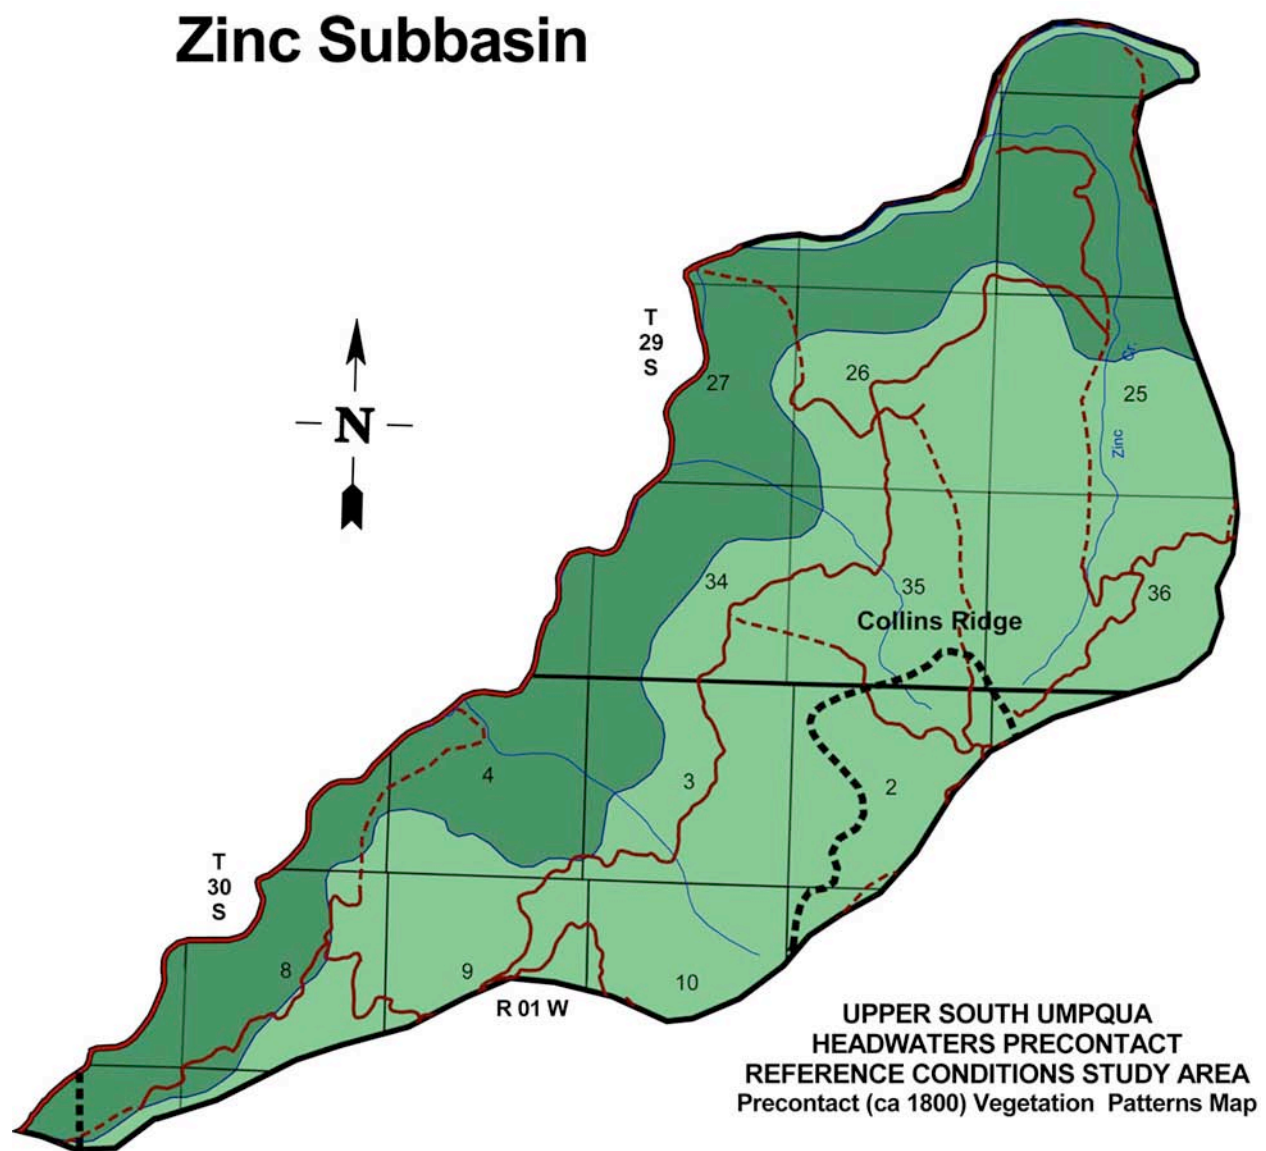 Zinc Subbasin
T
29
S
27
26
Cr.
25
Zinc
N
34
35
36
Collins Ridge
4
3
2
T
30
S
8
9
10
R 01 W
UPPER SOUTH UMPQUA
HEADWATERS PRECONTACT
REFERENCE CONDITIONS STUDY AREA
Precontact (ca 1800) Vegetation Patterns Map